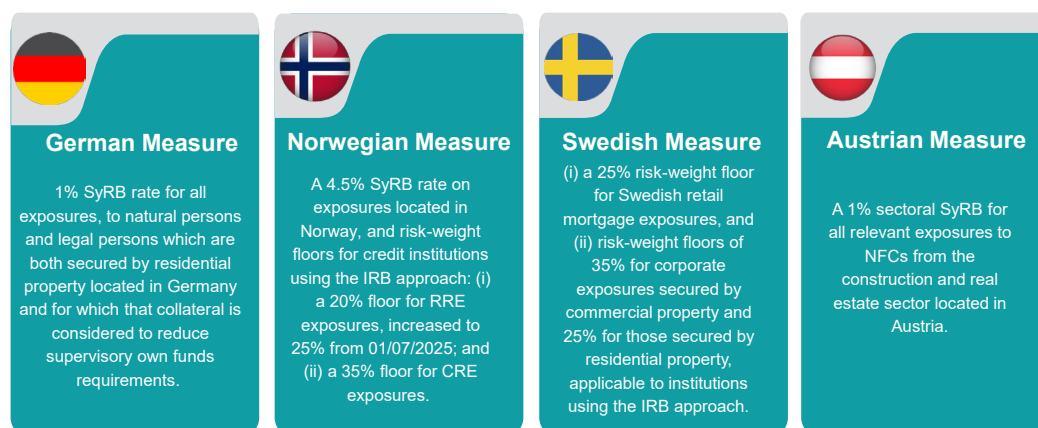 German Measure
1% SyRB rate for all
exposures, to natural persons
and legal persons which are
both secured by residential
property located in Germany
and for which that collateral is
considered to reduce
supervisory own funds
requirements.
Norwegian Measure
A 4.5% SyRB rate on
exposures located in
Norway, and risk-weight
floors for credit institutions
using the IRB approach: (i)
a 20% floor for RRE
exposures, increased to
25% from 01/07/2025; and
(ii) a 35% floor for CRE
exposures.
Swedish Measure
(i) a 25% risk-weight floor
for Swedish retail
mortgage exposures, and
(ii) risk-weight floors of
35% for corporate
exposures secured by
commercial property and
25% for those secured by
residential property,
applicable to institutions
using the IRB approach.
Austrian Measure
A 1% sectoral SyRB for
all relevant exposures to
NFCs from the
construction and real
estate sector located in
Austria.